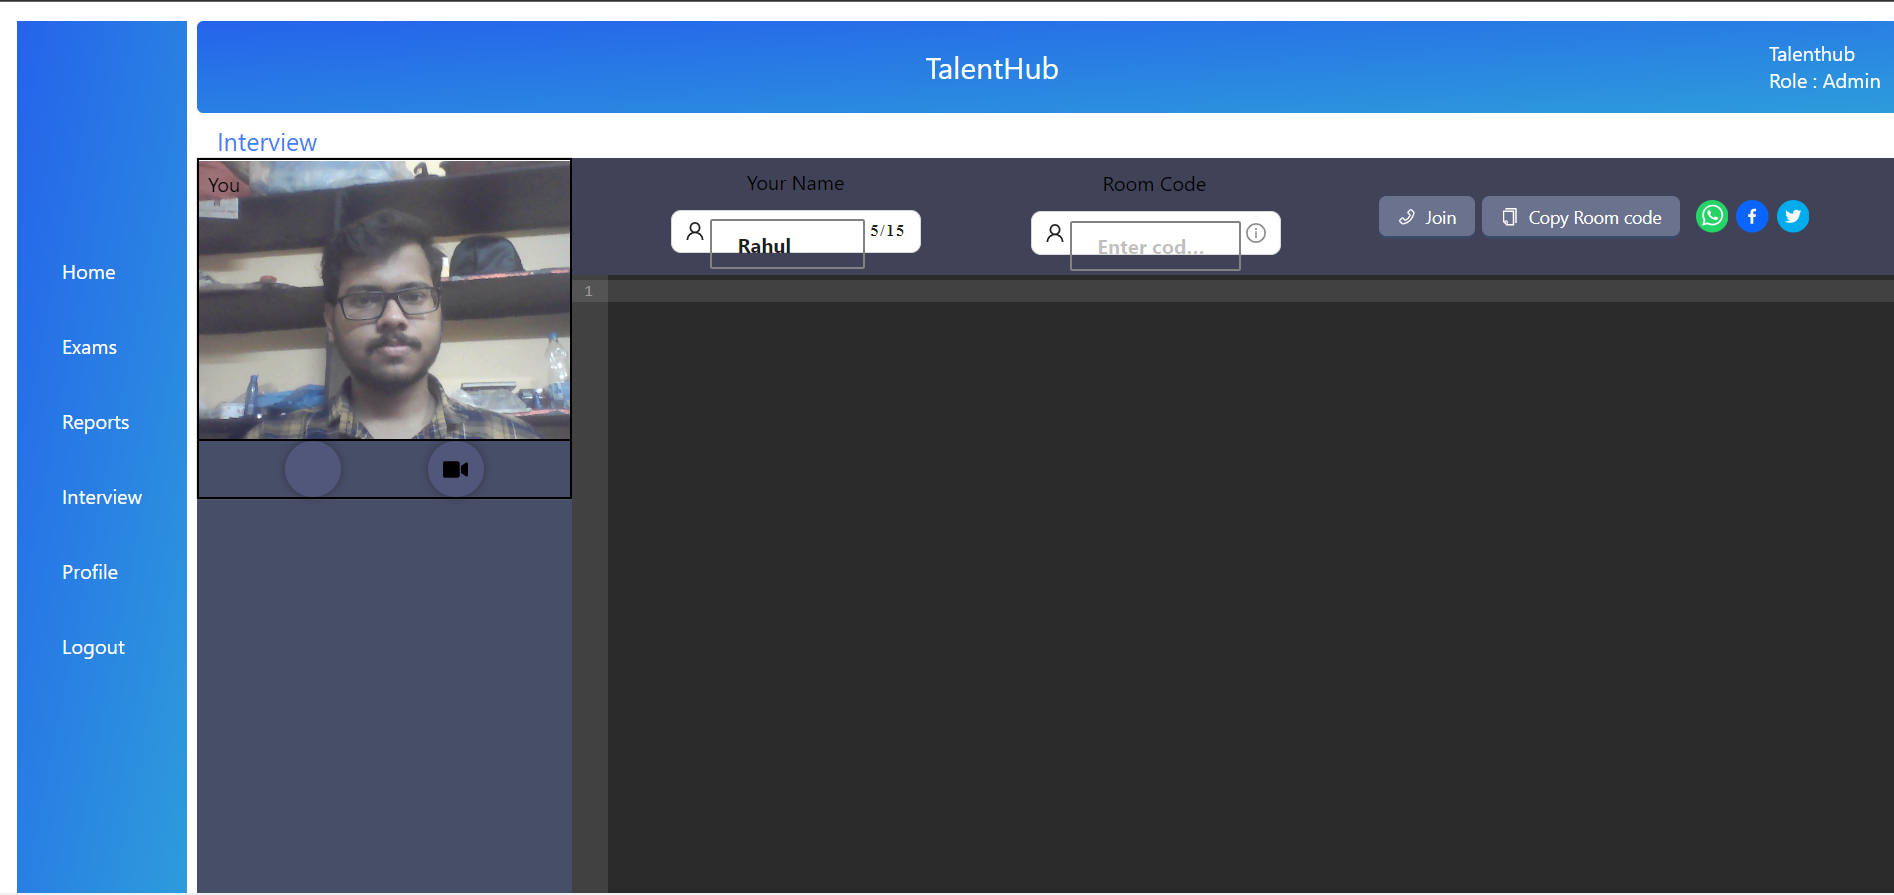 TalentHub
Talenthub
Role : Admin
Home
Exams
Reports
Interview
Profile
Logout
Interview
You
Your Name
Rahul
5/15
Room Code
Enter cod...
Join
Copy Room code
1